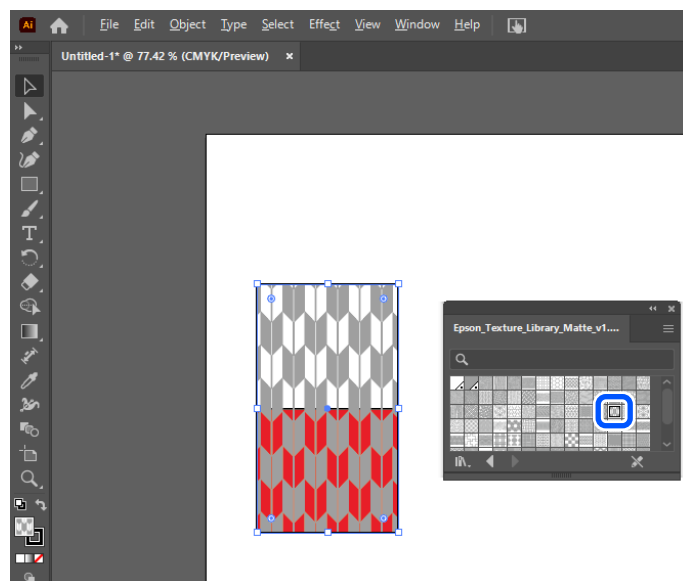 Ai File Edit Object Type Select Effect View Window Help
Untitled-1* @ 77.42 % (CMYK/Preview) ×
Epson_Texture_Library_Matte_v1....